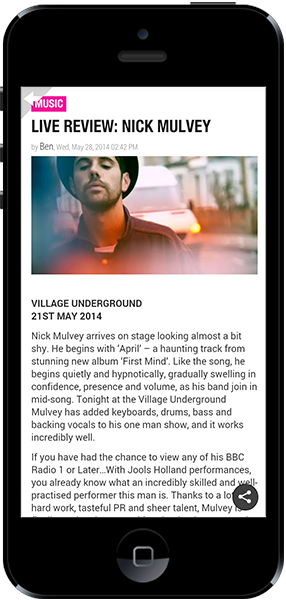 MUSIC
LIVE REVIEW: NICK MULVEY
by Ben, Wed, May 28, 2014 02:42 PM
VILLAGE UNDERGROUND
21ST MAY 2014
Nick Mulvey arrives on stage looking almost a bit
shy. He begins with ‘April’ – a haunting track from
stunning new album ‘First Mind’. Like the song, he
begins quietly and hypnotically, gradually swelling in
confidence, presence and volume, as his band join in
mid-song. Tonight at the Village Underground
Mulvey has added keyboards, drums, bass and
backing vocals to his one man show, and it works
incredibly well.
If you have had the chance to view any of his BBC
Radio 1 or Later…With Jools Holland performances,
you already know what an incredibly skilled and well-
practised performer this man is. Thanks to a lot
hard work, tasteful PR and sheer talent, Mulvey is